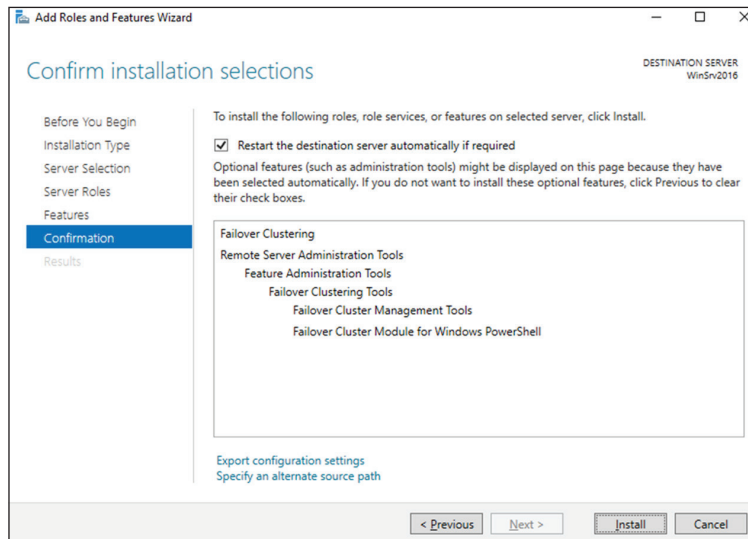 Add Roles and Features Wizard
Confirm installation selections
DESTINATION SERVER
WinSrv2016
Before You Begin
Installation Type
Server Selection
Server Roles
Features
Confirmation
Results
To install the following roles, role services, or features on selected server, click Install.
Restart the destination server automatically if required
Optional features (such as administration tools) might be displayed on this page because they have
been selected automatically. If you do not want to install these optional features, click Previous to clear
their check boxes.
Failover Clustering
Remote Server Administration Tools
Feature Administration Tools
Failover Clustering Tools
Failover Cluster Management Tools
Failover Cluster Module for Windows PowerShell
Export configuration settings
Specify an alternate source path
< Previous
Next >
Install
Cancel